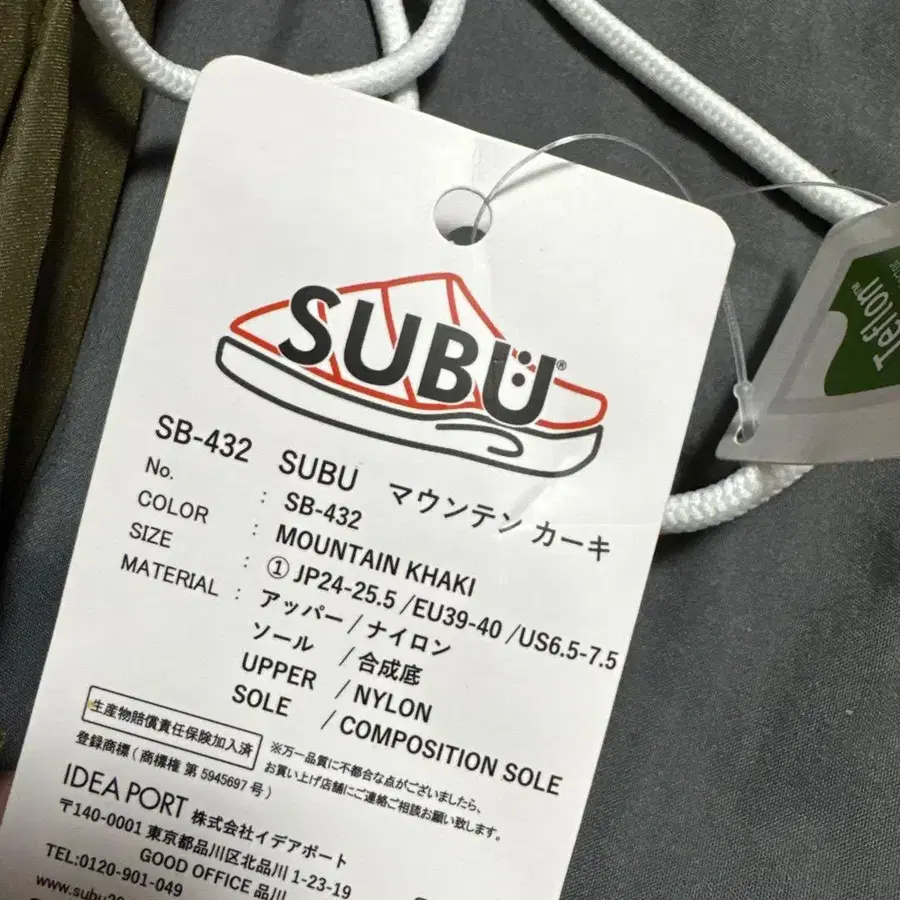 SUBU®
SB-432 SUBU マウンテン カーキ
No. : SB-432
COLOR : MOUNTAIN KHAKI
SIZE : ① JP24-25.5 /EU39-40 /US6.5-7.5
MATERIAL : アッパー / ナイロン
ソール / 合成底
UPPER / NYLON
SOLE / COMPOSITION SOLE
生産物賠償責任保険加入済
※万一品質に不都合な点がございましたら、
お買い上げ店舗にご連絡ご相談お願い致します。
登録商標 ( 商標権 第 5945697 号 )
IDEA PORT 株式会社イデアポート
〒140-0001 東京都品川区北品川 1-23-19
GOOD OFFICE 品川
TEL:0120-901-049
Teflon™